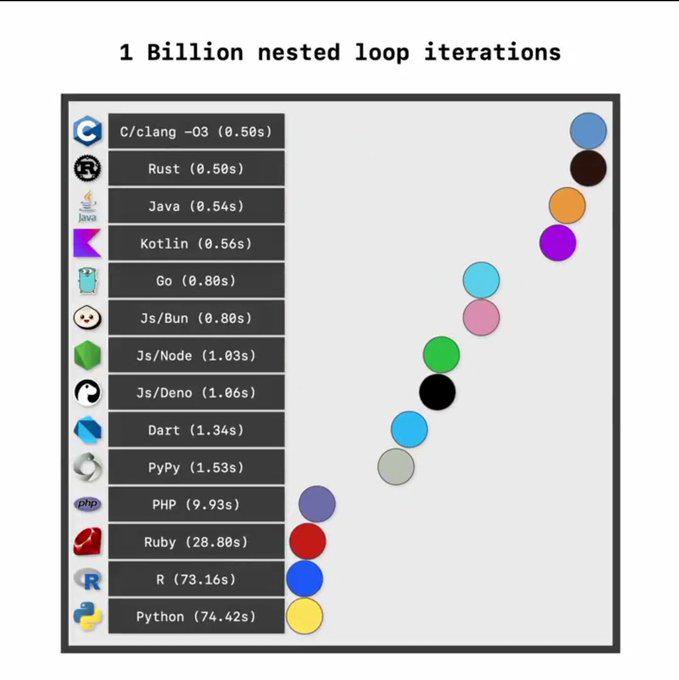 1 Billion nested loop iterations
C/clang -O3 (0.50s)
Rust (0.50s)
Java
Java (0.54s)
Kotlin (0.56s)
Go (0.80s)
Js/Bun (0.80s)
Js/Node (1.03s)
Js/Deno (1.06s)
Dart (1.34s)
PyPy (1.53s)
php
PHP (9.93s)
Ruby (28.80s)
R (73.16s)
Python (74.42s)